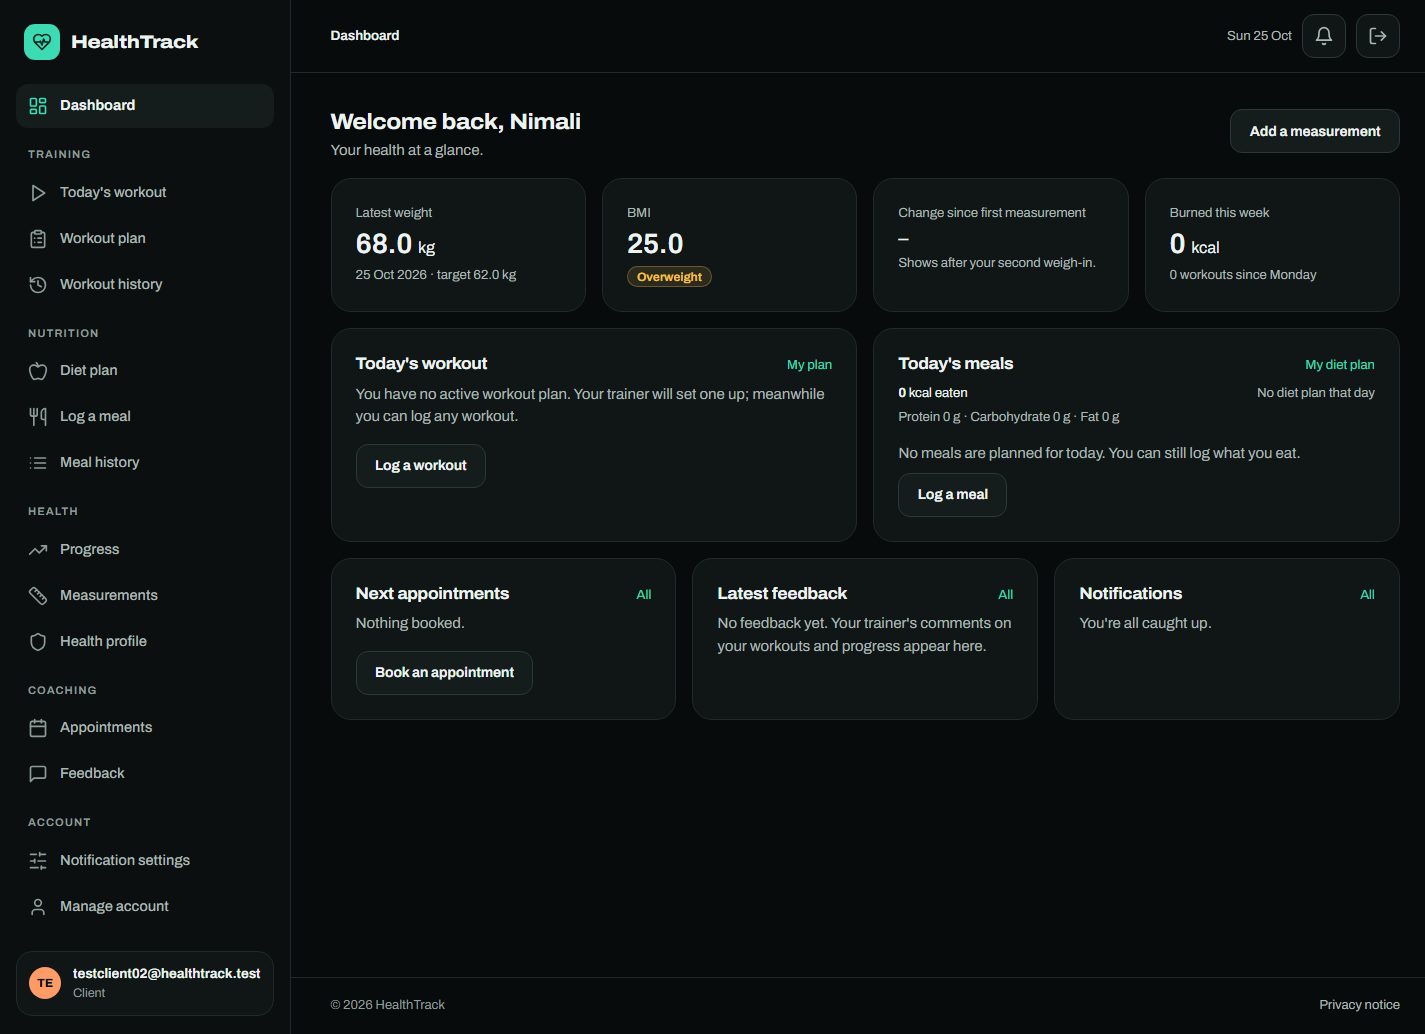 HealthTrack
Dashboard
TRAINING
Today's workout
Workout plan
Workout history
NUTRITION
Diet plan
Log a meal
Meal history
HEALTH
Progress
Measurements
Health profile
COACHING
Appointments
Feedback
ACCOUNT
Notification settings
Manage account
TE
testclient02@healthtrack.test
Client
Dashboard
Sun 25 Oct
Welcome back, Nimali
Your health at a glance.
Add a measurement
Latest weight
68.0 kg
25 Oct 2026 · target 62.0 kg
BMI
25.0
Overweight
Change since first measurement
–
Shows after your second weigh-in.
Burned this week
0 kcal
0 workouts since Monday
Today's workout
My plan
You have no active workout plan. Your trainer will set one up; meanwhile
you can log any workout.
Log a workout
Today's meals
My diet plan
0 kcal eaten
No diet plan that day
Protein 0 g · Carbohydrate 0 g · Fat 0 g
No meals are planned for today. You can still log what you eat.
Log a meal
Next appointments
All
Nothing booked.
Book an appointment
Latest feedback
All
No feedback yet. Your trainer's comments on
your workouts and progress appear here.
Notifications
All
You're all caught up.
© 2026 HealthTrack
Privacy notice